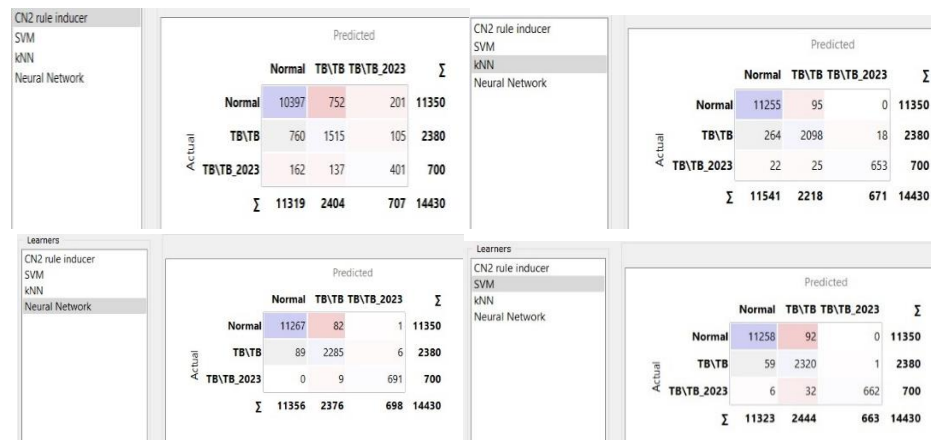 CN2 rule inducer
SVM
kNN
Neural Network
Predicted
Normal TB\TB TB\TB_2023 Σ
Actual
Normal 10397 752 201 11350
TB\TB 760 1515 105 2380
TB\TB_2023 162 137 401 700
Σ 11319 2404 707 14430
CN2 rule inducer
SVM
kNN
Neural Network
Predicted
Normal TB\TB TB\TB_2023 Σ
Actual
Normal 11255 95 0 11350
TB\TB 264 2098 18 2380
TB\TB_2023 22 25 653 700
Σ 11541 2218 671 14430
Learners
CN2 rule inducer
SVM
kNN
Neural Network
Predicted
Normal TB\TB TB\TB_2023 Σ
Actual
Normal 11267 82 1 11350
TB\TB 89 2285 6 2380
TB\TB_2023 0 9 691 700
Σ 11356 2376 698 14430
Learners
CN2 rule inducer
SVM
kNN
Neural Network
Predicted
Normal TB\TB TB\TB_2023 Σ
Actual
Normal 11258 92 0 11350
TB\TB 59 2320 1 2380
TB\TB_2023 6 32 662 700
Σ 11323 2444 663 14430